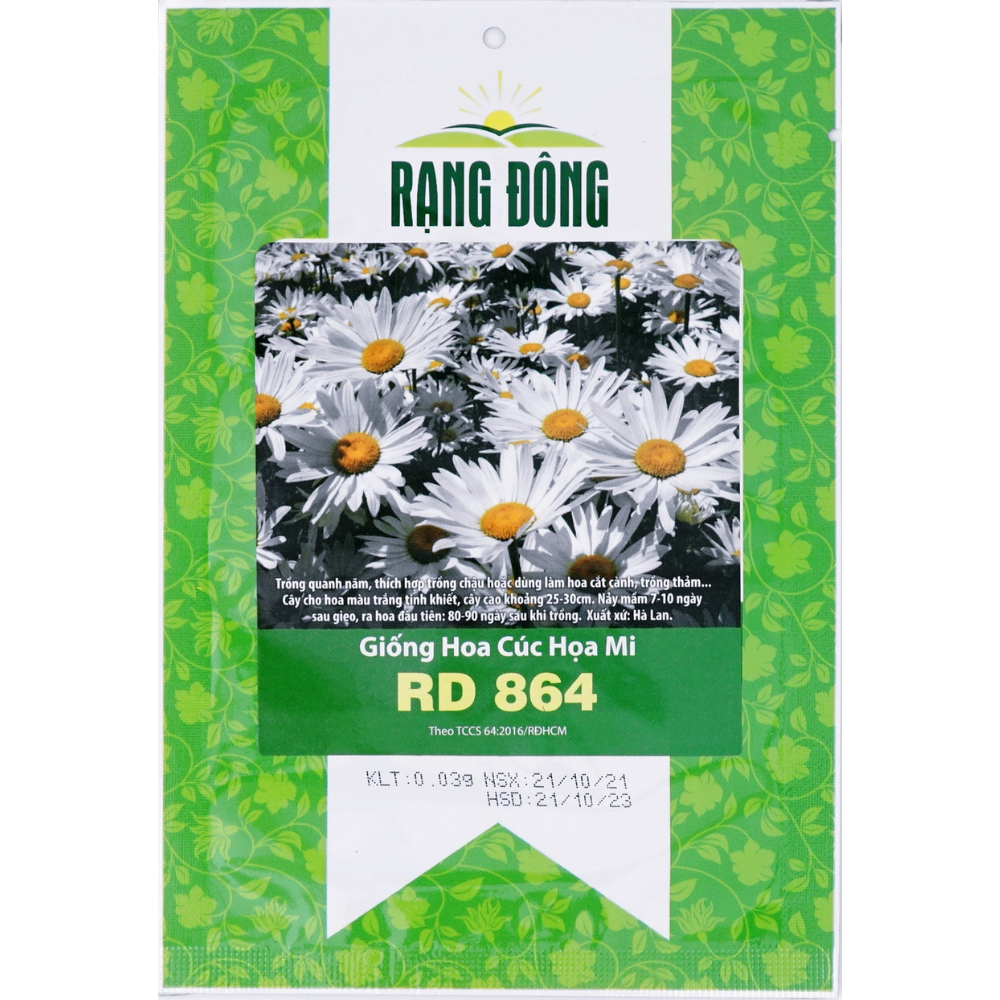 RẠNG ĐÔNG
Trồng quanh năm, thích hợp trồng chậu hoặc dùng làm hoa cắt cành, trồng thảm...
Cây cho hoa màu trắng tinh khiết, cây cao khoảng 25-30cm. Nảy mầm 7-10 ngày
sau gieo, ra hoa đầu tiên: 80-90 ngày sau khi trồng. Xuất xứ: Hà Lan.
Giống Hoa Cúc Họa Mi
RD 864
Theo TCCS 64:2016/RĐHCM
KLT:0.03g NSX:21/10/21
HSD:21/10/23